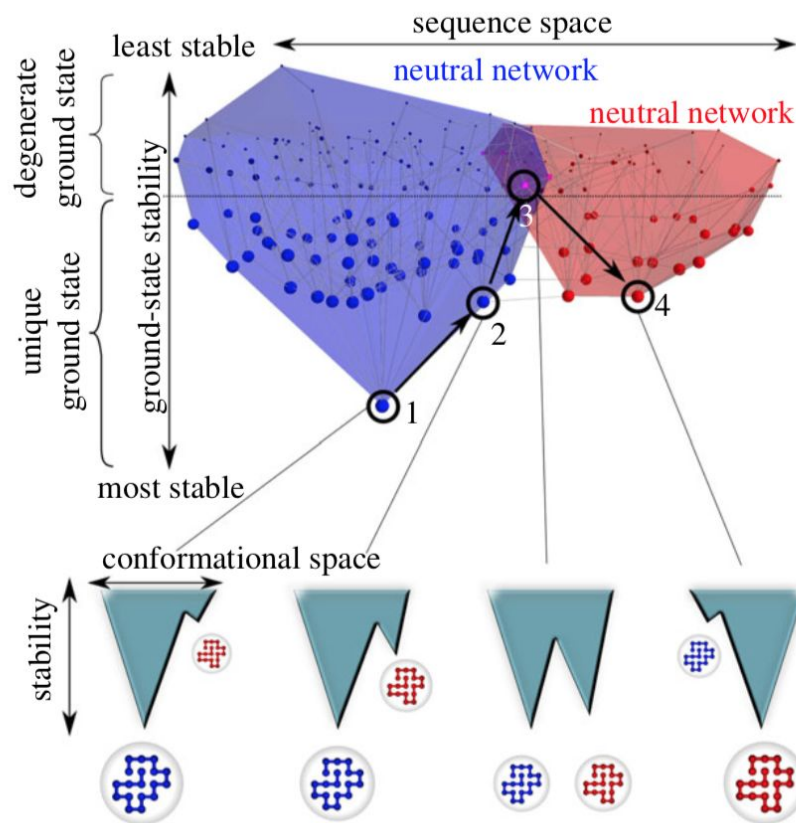 sequence space
least stable
neutral network
neutral network
degenerate
ground state
unique
ground state
ground-state stability
1
2
3
4
most stable
conformational space
stability